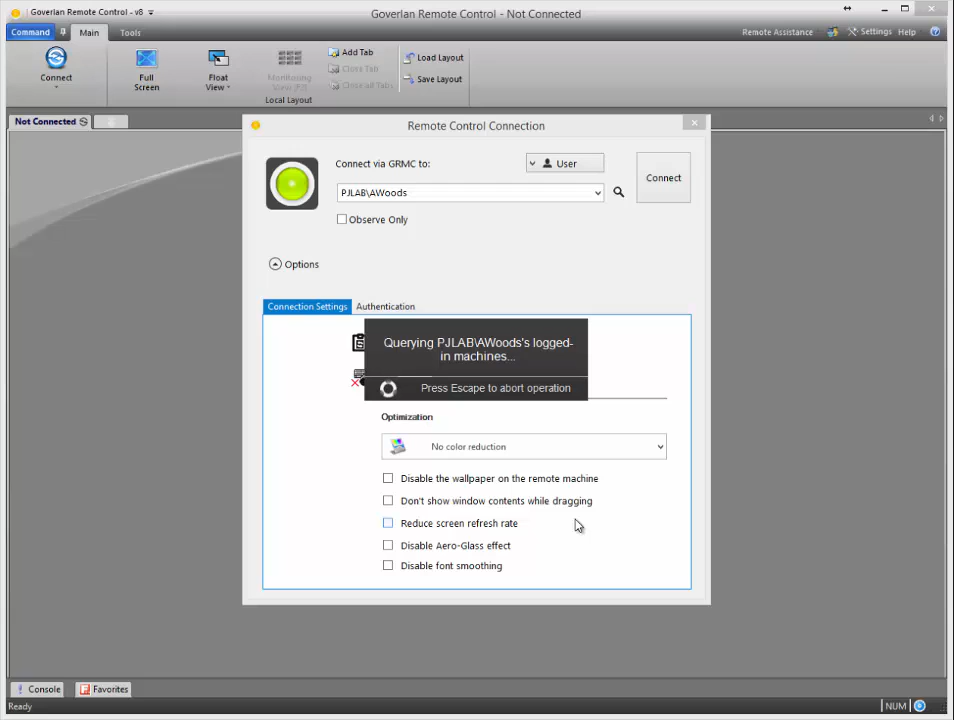 Goverlan Remote Control - v8
Goverlan Remote Control - Not Connected
Command
Main
Tools
Remote Assistance
Settings
Help
Connect
Full Screen
Float View
Monitoring View (F3)
Add Tab
Close Tab
Close all Tabs
Load Layout
Save Layout
Local Layout
Not Connected
Remote Control Connection
Connect via GRMC to:
User
PJLAB\AWoods
Connect
Observe Only
Options
Connection Settings
Authentication
Querying PJLAB\AWoods's logged-
in machines...
Press Escape to abort operation
Optimization
No color reduction
Disable the wallpaper on the remote machine
Don't show window contents while dragging
Reduce screen refresh rate
Disable Aero-Glass effect
Disable font smoothing
Console
Favorites
Ready
NUM